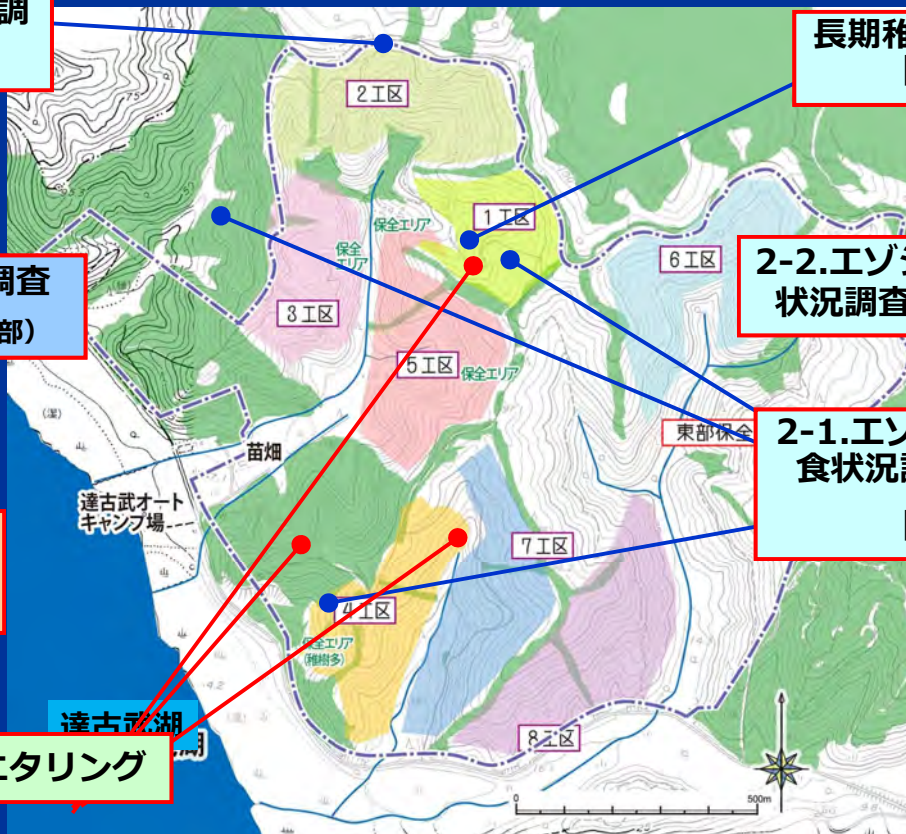 調
長期稚
2工区
75
1工区
保全エリア
保全
エリア
6工区
2-2.エゾシ
状況調査
調査
部）
3工区
5工区
保全エリア
東部保全
2-1.エゾ
食状況調
苗畑
達古武オート
キャンプ場
7工区
4工区
保全エリア
(稚樹多)
達古武湖
湖
8工区
ニタリング
0
500m